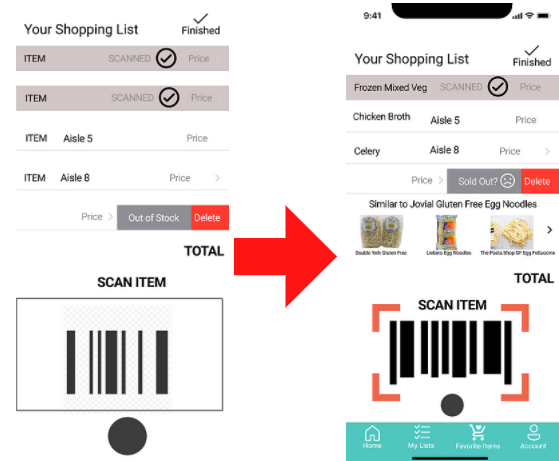 Your Shopping List
Finished
ITEM SCANNED Price
ITEM SCANNED Price
ITEM Aisle 5 Price
ITEM Aisle 8 Price >
Price > Out of Stock Delete
TOTAL
SCAN ITEM
9:41
Your Shopping List
Finished
Frozen Mixed Veg SCANNED Price
Chicken Broth Aisle 5 Price
Celery Aisle 8 Price >
Price > Sold Out? Delete
Similar to Jovial Gluten Free Egg Noodles
Double Yolk Gluten Free Liebers Egg Noodles The Pasta Shop GF Egg Fettuccine
TOTAL
SCAN ITEM
Home My Lists Favorite Items Account